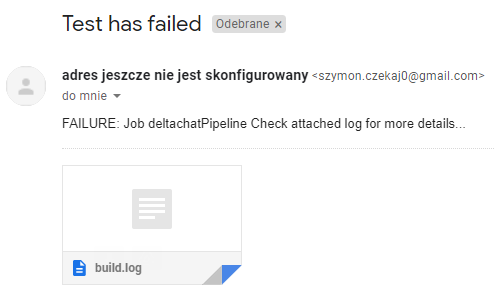 Test has failed Odebrane ×
adres jeszcze nie jest skonfigurowany <szymon.czekaj0@gmail.com>
do mnie
FAILURE: Job deltachatPipeline Check attached log for more details...
build.log